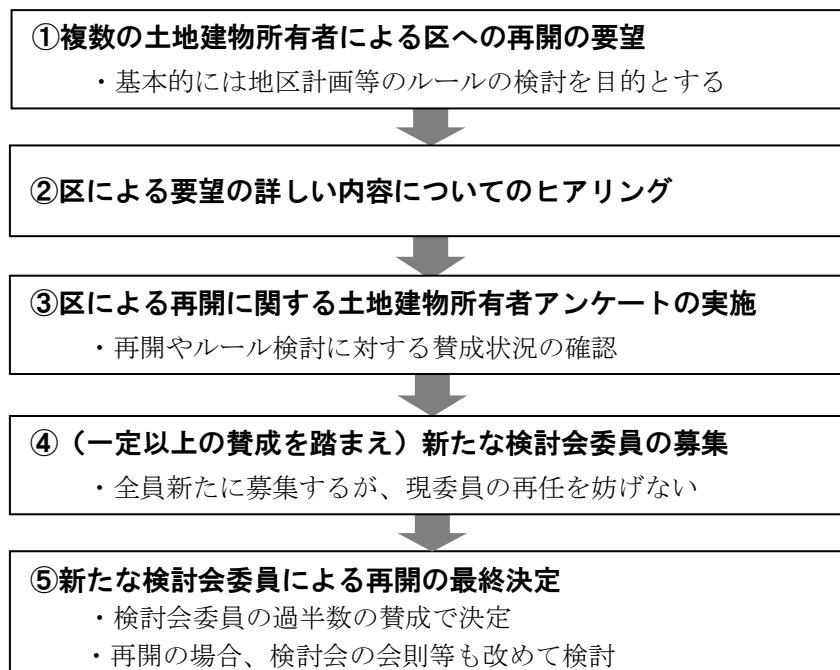 ①複数の土地建物所有者による区への再開の要望
・基本的には地区計画等のルールの検討を目的とする
②区による要望の詳しい内容についてのヒアリング
③区による再開に関する土地建物所有者アンケートの実施
・再開やルール検討に対する賛成状況の確認
④（一定以上の賛成を踏まえ）新たな検討会委員の募集
・全員新たに募集するが、現委員の再任を妨げない
⑤新たな検討会委員による再開の最終決定
・検討会委員の過半数の賛成で決定
・再開の場合、検討会の会則等も改めて検討